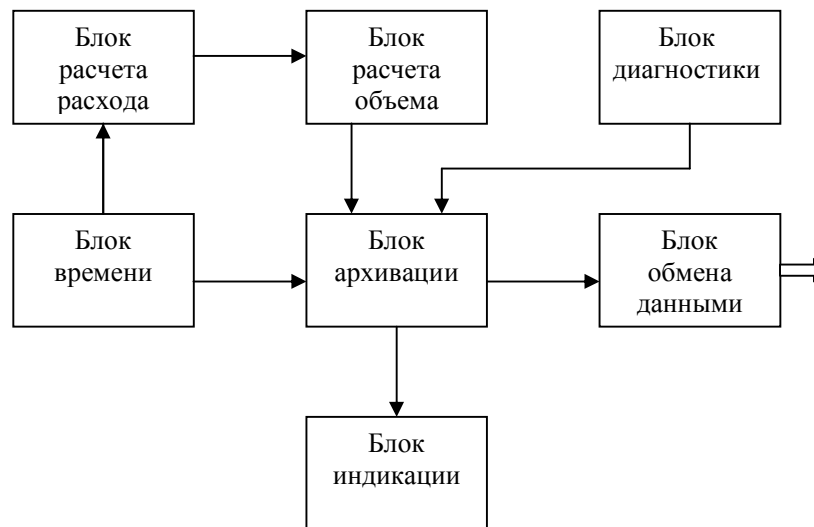 Блок
расчета
расхода
Блок
расчета
объема
Блок
диагностики
Блок
времени
Блок
архивации
Блок
обмена
данными
Блок
индикации